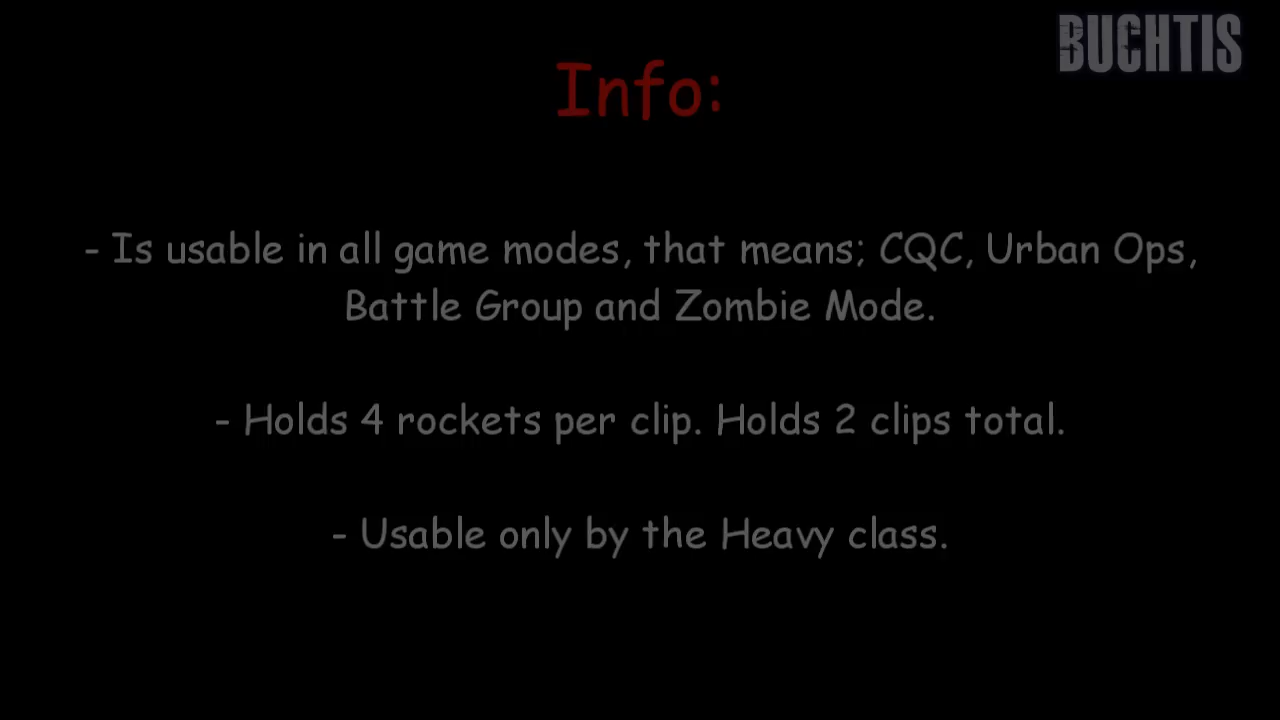 BUCHTIS
Info:
- Is usable in all game modes, that means; CQC, Urban Ops,
Battle Group and Zombie Mode.
- Holds 4 rockets per clip. Holds 2 clips total.
- Usable only by the Heavy class.